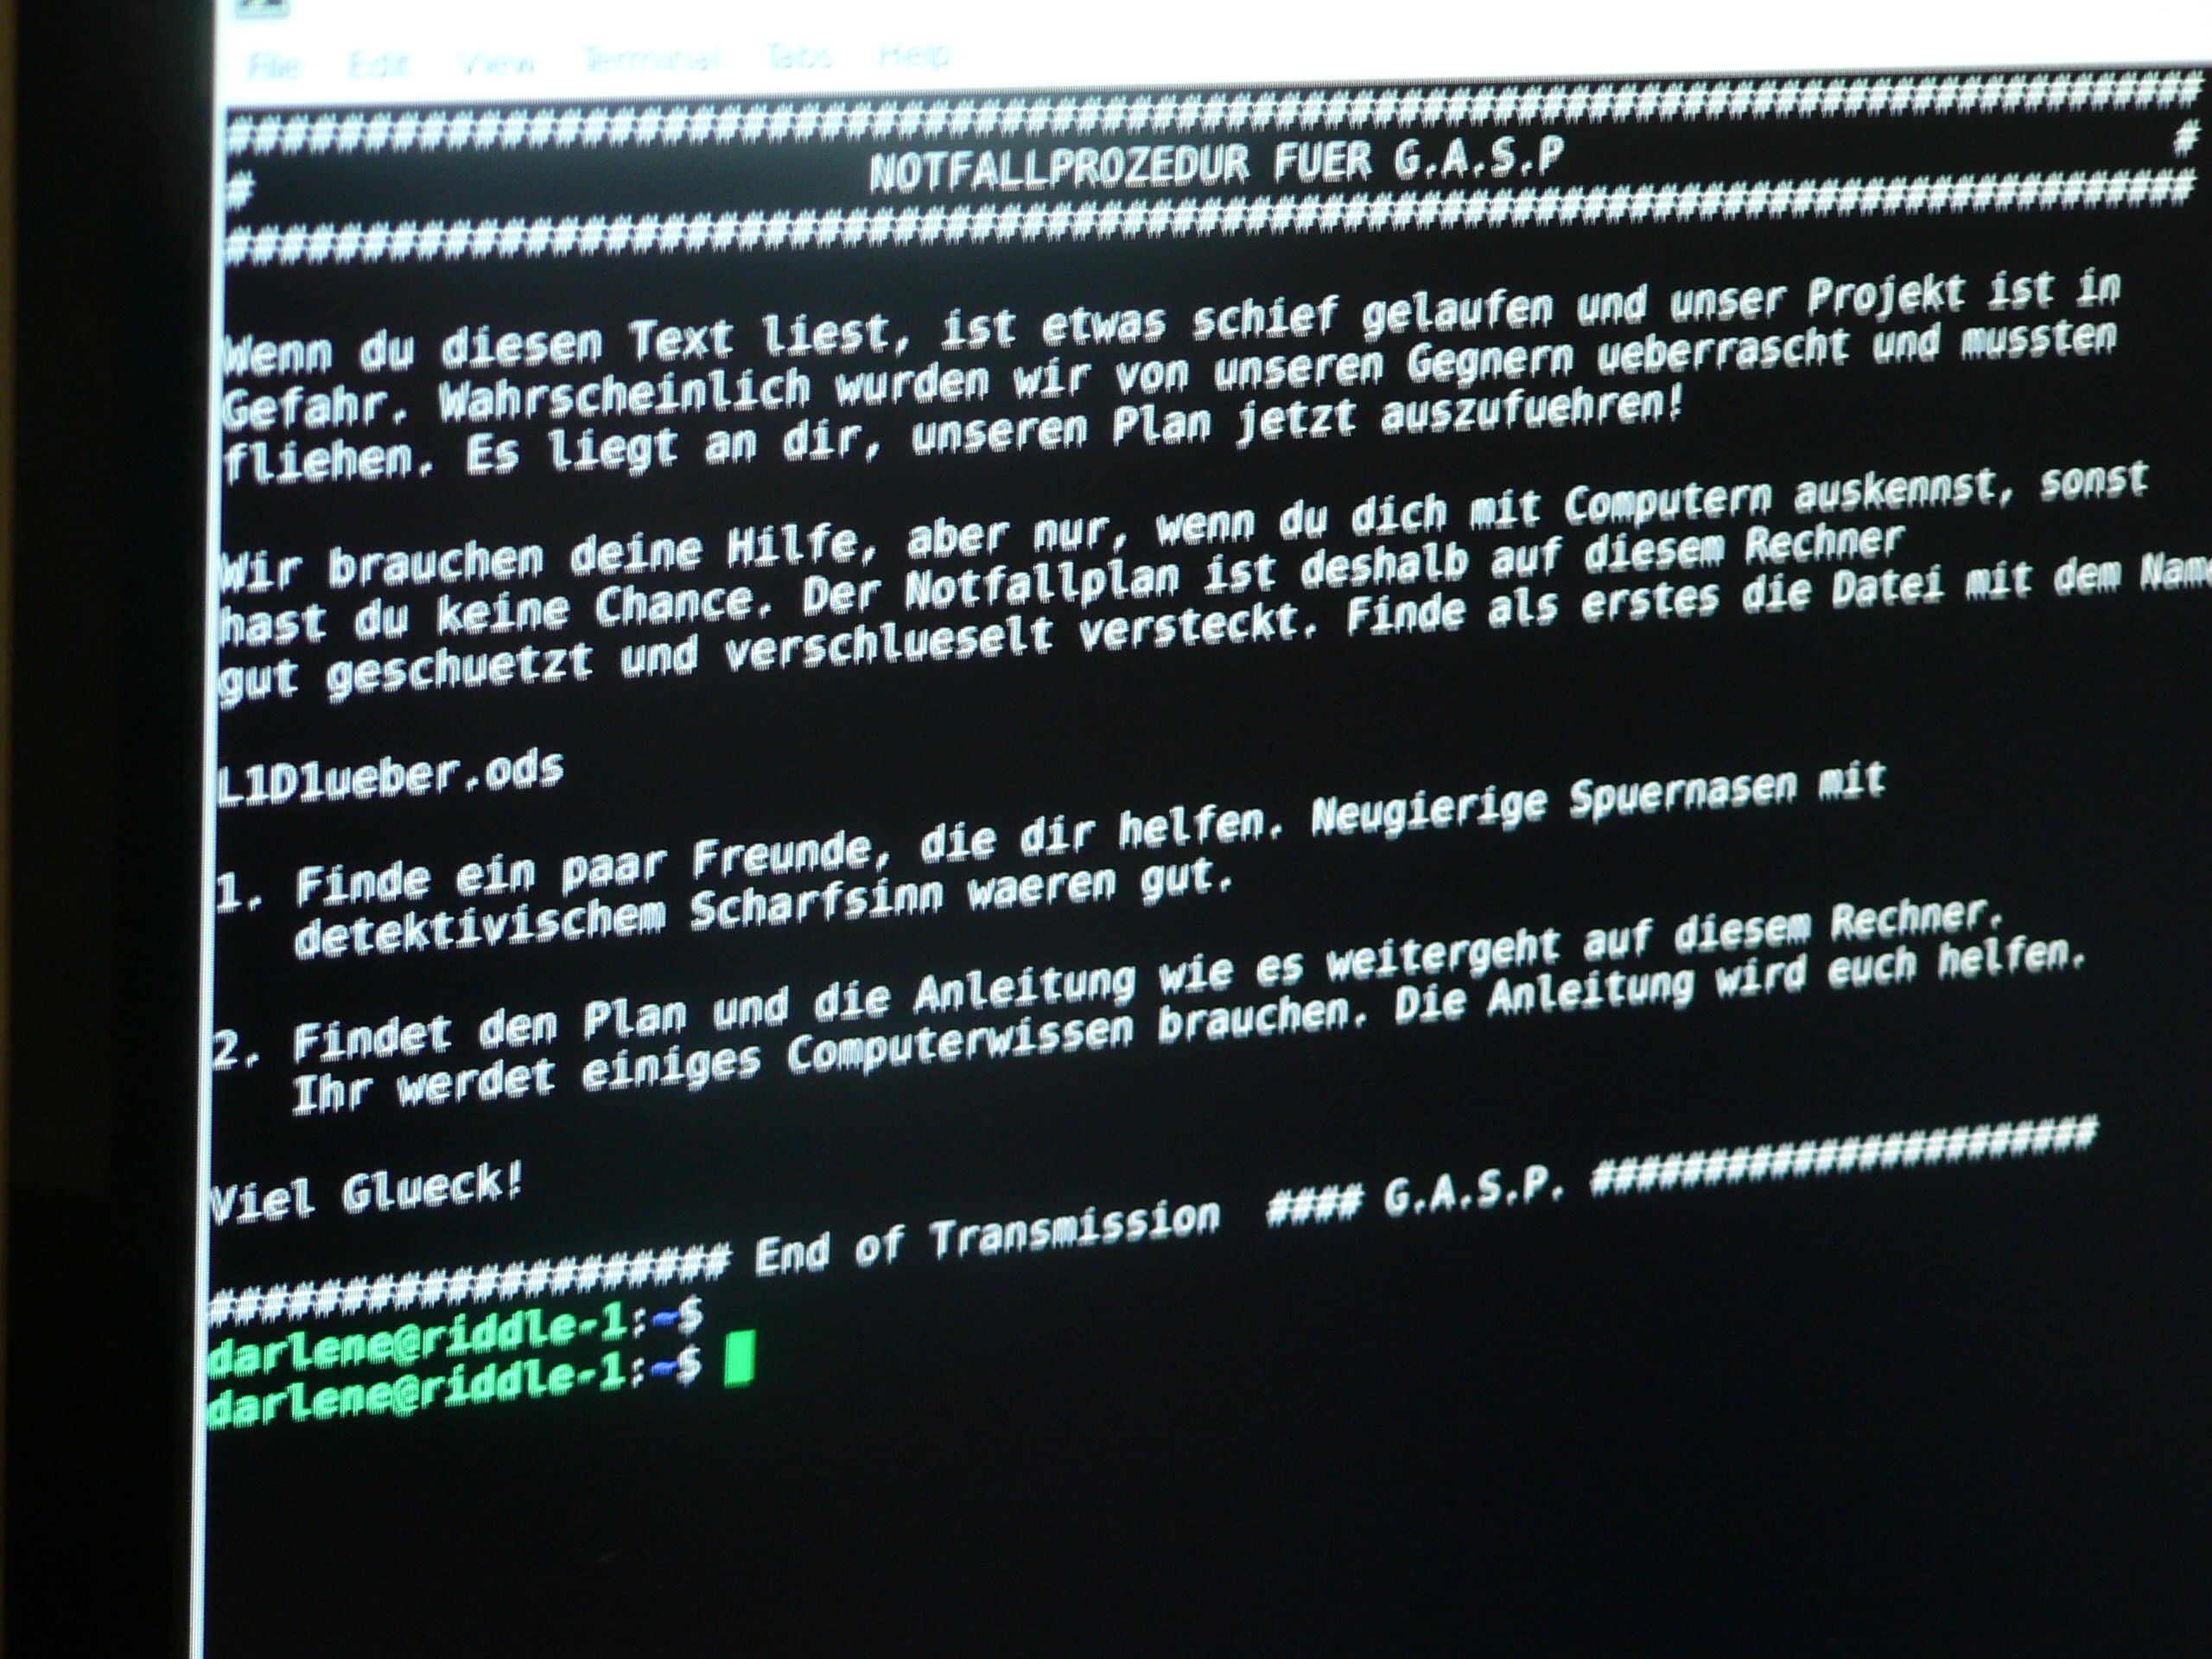 File Edit View Terminal Tabs Help
################################################################################
# NOTFALLPROZEDUR FUER G.A.S.P #
################################################################################
Wenn du diesen Text liest, ist etwas schief gelaufen und unser Projekt ist in
Gefahr. Wahrscheinlich wurden wir von unseren Gegnern ueberrascht und mussten
fliehen. Es liegt an dir, unseren Plan jetzt auszufuehren!
Wir brauchen deine Hilfe, aber nur, wenn du dich mit Computern auskennst, sonst
hast du keine Chance. Der Notfallplan ist deshalb auf diesem Rechner
gut geschuetzt und verschlueselt versteckt. Finde als erstes die Datei mit dem Name
L1D1ueber.ods
1. Finde ein paar Freunde, die dir helfen. Neugierige Spuernasen mit
detektivischem Scharfsinn waeren gut.
2. Findet den Plan und die Anleitung wie es weitergeht auf diesem Rechner.
Ihr werdet einiges Computerwissen brauchen. Die Anleitung wird euch helfen.
Viel Glueck!
#################### End of Transmission #### G.A.S.P. ######################
darlene@riddle-1:~$
darlene@riddle-1:~$